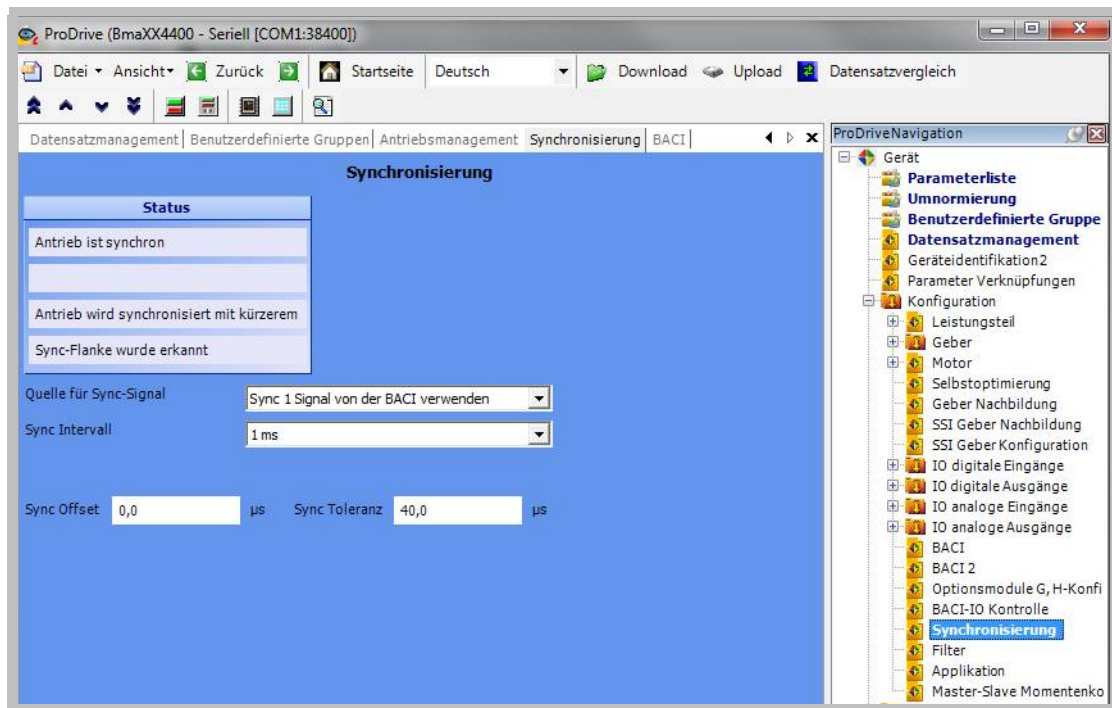 ProDrive (BmaXX4400 - Seriell [COM1:38400])
Datei Ansicht Zurück Startseite Deutsch Download Upload Datensatzvergleich
Datensatzmanagement Benutzerdefinierte Gruppen Antriebsmanagement Synchronisierung BACI
Synchronisierung
Status
Antrieb ist synchron
Antrieb wird synchronisiert mit kürzerem
Sync-Flanke wurde erkannt
Quelle für Sync-Signal Sync 1 Signal von der BACI verwenden
Sync Intervall 1 ms
Sync Offset 0,0 µs Sync Toleranz 40,0 µs
ProDriveNavigation
Gerät
Parameterliste
Umnormierung
Benutzerdefinierte Gruppe
Datensatzmanagement
Geräteidentifikation2
Parameter Verknüpfungen
Konfiguration
Leistungsteil
Geber
Motor
Selbstoptimierung
Geber Nachbildung
SSI Geber Nachbildung
SSI Geber Konfiguration
IO digitale Eingänge
IO digitale Ausgänge
IO analoge Eingänge
IO analoge Ausgänge
BACI
BACI 2
Optionsmodule G, H-Konfi
BACI-IO Kontrolle
Synchronisierung
Filter
Applikation
Master-Slave Momentenko